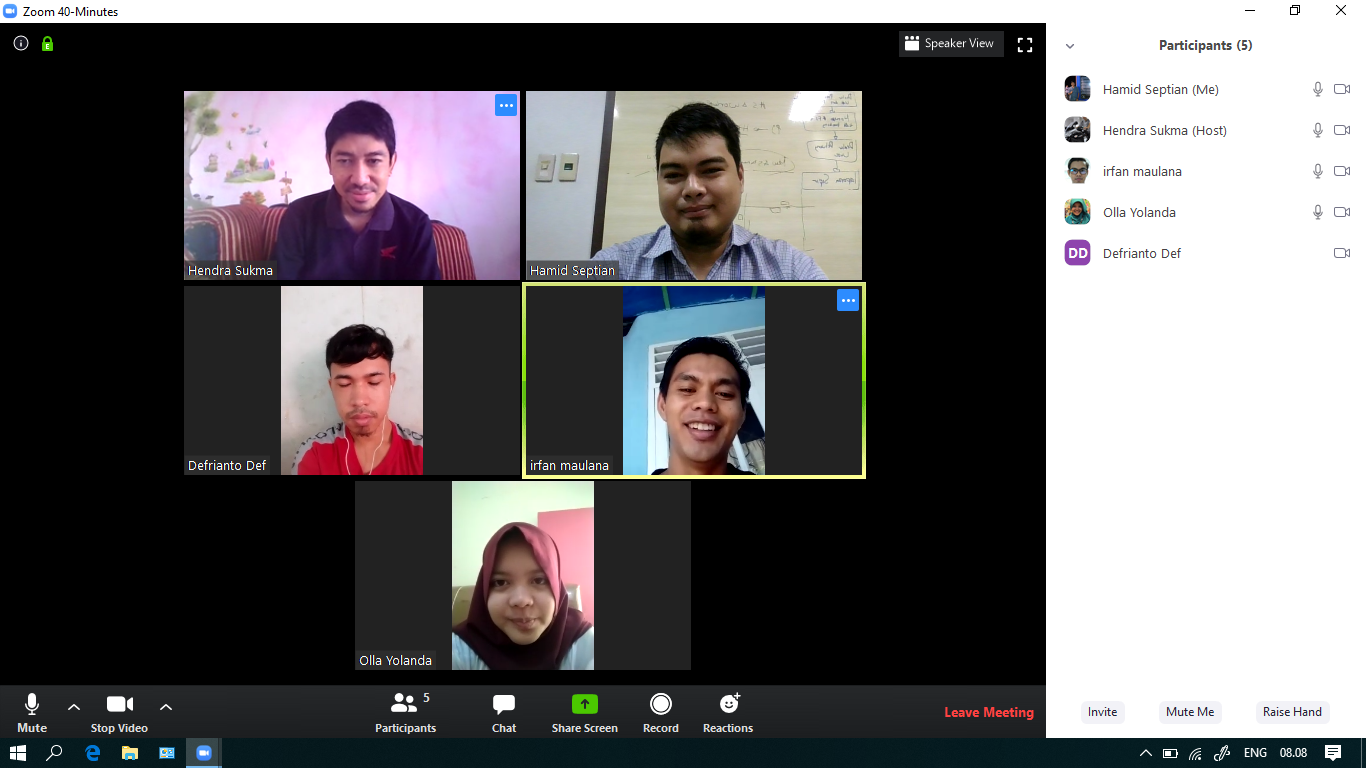 Zoom 40-Minutes
E
Speaker View
Participants (5)
Hamid Septian (Me)
Hendra Sukma (Host)
irfan maulana
Olla Yolanda
DD
Defrianto Def
Hendra Sukma
Hamid Septian
Defrianto Def
irfan maulana
Olla Yolanda
Mute
Stop Video
5
Participants
Chat
Share Screen
Record
Reactions
Leave Meeting
Invite
Mute Me
Raise Hand
ENG
08.08